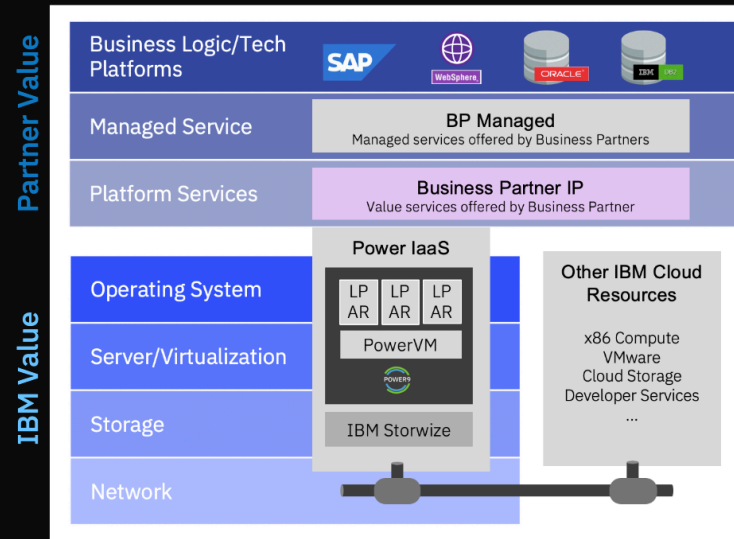 Partner Value
Business Logic/Tech
Platforms
SAP
WebSphere
ORACLE
IBM DB2
Managed Service
BP Managed
Managed services offered by Business Partners
Platform Services
Business Partner IP
Value services offered by Business Partner
IBM Value
Operating System
Server/Virtualization
Storage
Network
Power IaaS
LP LP LP
AR AR AR
PowerVM
POWER9
IBM Storwize
Other IBM Cloud
Resources
x86 Compute
VMware
Cloud Storage
Developer Services
...